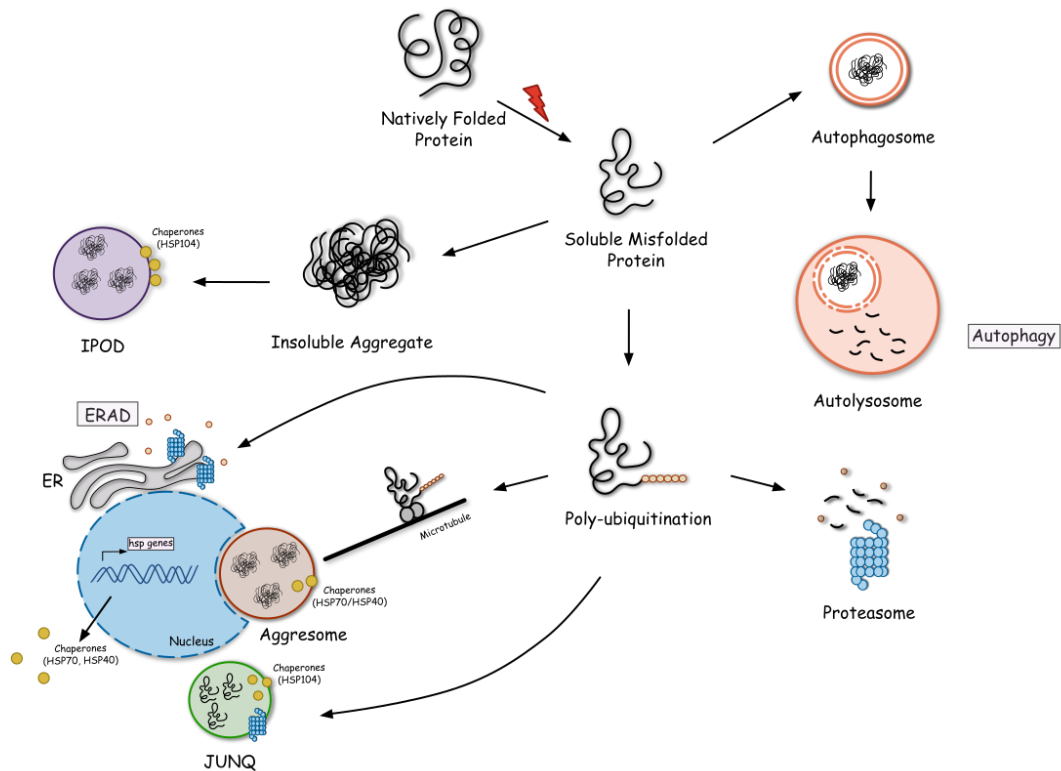 Natively Folded
Protein
Autophagosome
Soluble Misfolded
Protein
Chaperones
(HSP104)
IPOD
Insoluble Aggregate
Autophagy
Autolysosome
ERAD
ER
Microtubule
Poly-ubiquitination
hsp genes
Chaperones
(HSP70/HSP40)
Proteasome
Nucleus
Aggresome
Chaperones
(HSP70, HSP40)
Chaperones
(HSP104)
JUNQ